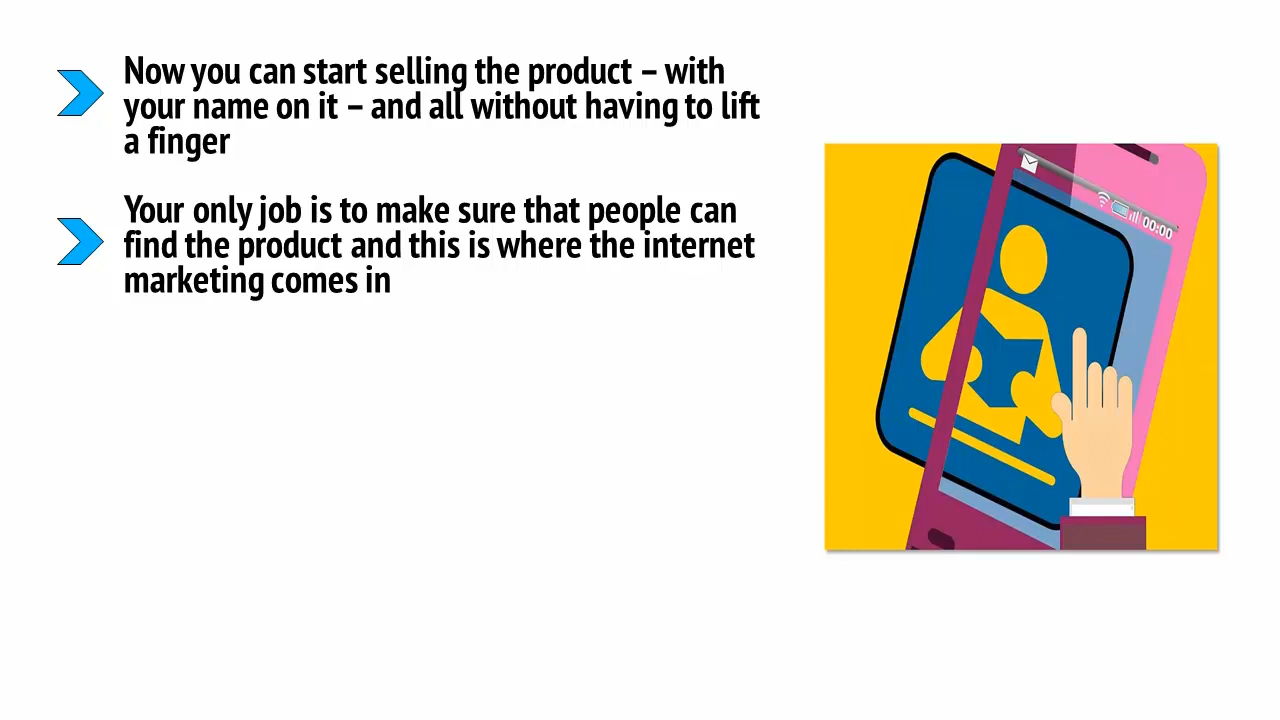 Now you can start selling the product – with
your name on it – and all without having to lift
a finger
Your only job is to make sure that people can
find the product and this is where the internet
marketing comes in
00:00